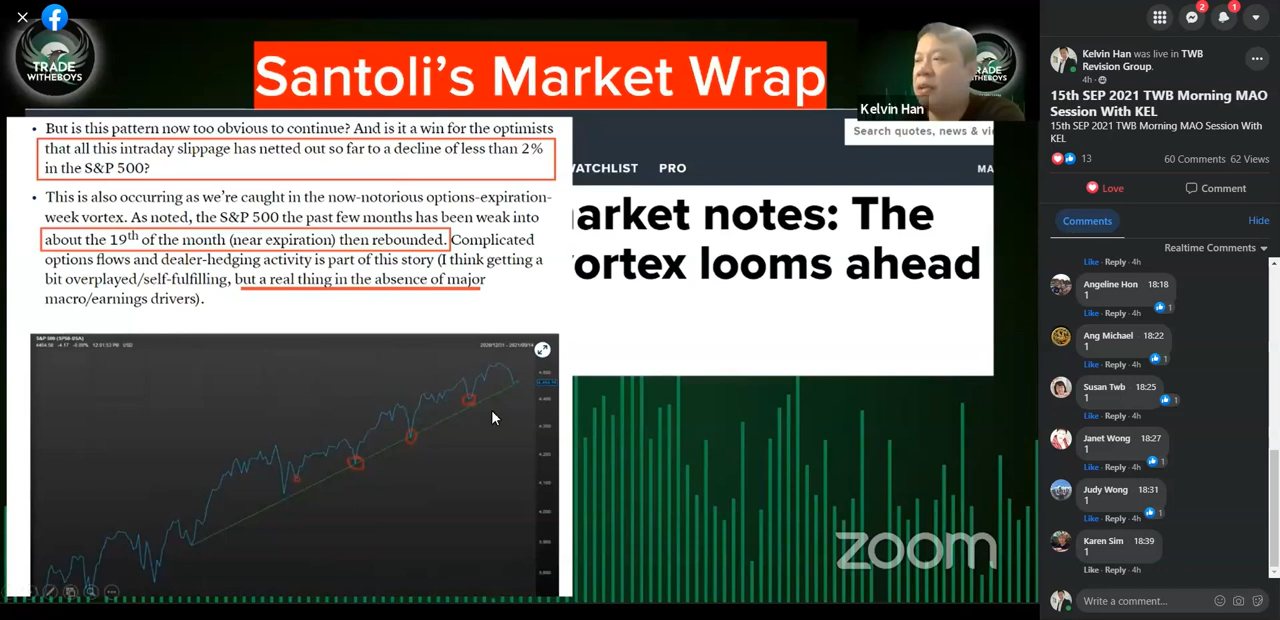 TRADE
WITHEBOYS
Santoli's Market Wrap
RADE
THEBOYS
Kelvin Han
Search quotes, news & vi
WATCHLIST PRO MA
arket notes: The
ortex looms ahead
• But is this pattern now too obvious to continue? And is it a win for the optimists
that all this intraday slippage has netted out so far to a decline of less than 2%
in the S&P 500?
• This is also occurring as we're caught in the now-notorious options-expiration-
week vortex. As noted, the S&P 500 the past few months has been weak into
about the 19th of the month (near expiration) then rebounded. Complicated
options flows and dealer-hedging activity is part of this story (I think getting a
bit overplayed/self-fulfilling, but a real thing in the absence of major
macro/earnings drivers).
zoom
2
1
Kelvin Han was live in TWB
Revision Group.
4h
15th SEP 2021 TWB Morning MAO
Session With KEL
15th SEP 2021 TWB Morning MAO Session With
KEL
13 60 Comments 62 Views
Love Comment
Comments Hide
Realtime Comments
Like · Reply · 4h
Angeline Hon 18:18
1
1
Like · Reply · 4h
Ang Michael 18:22
1
1
Like · Reply · 4h
Susan Twb 18:25
1
1
Like · Reply · 4h
Janet Wong 18:27
1
1
Like · Reply · 4h
Judy Wong 18:31
1
1
Like · Reply · 4h
Karen Sim 18:39
1
Like · Reply · 4h
Write a comment...